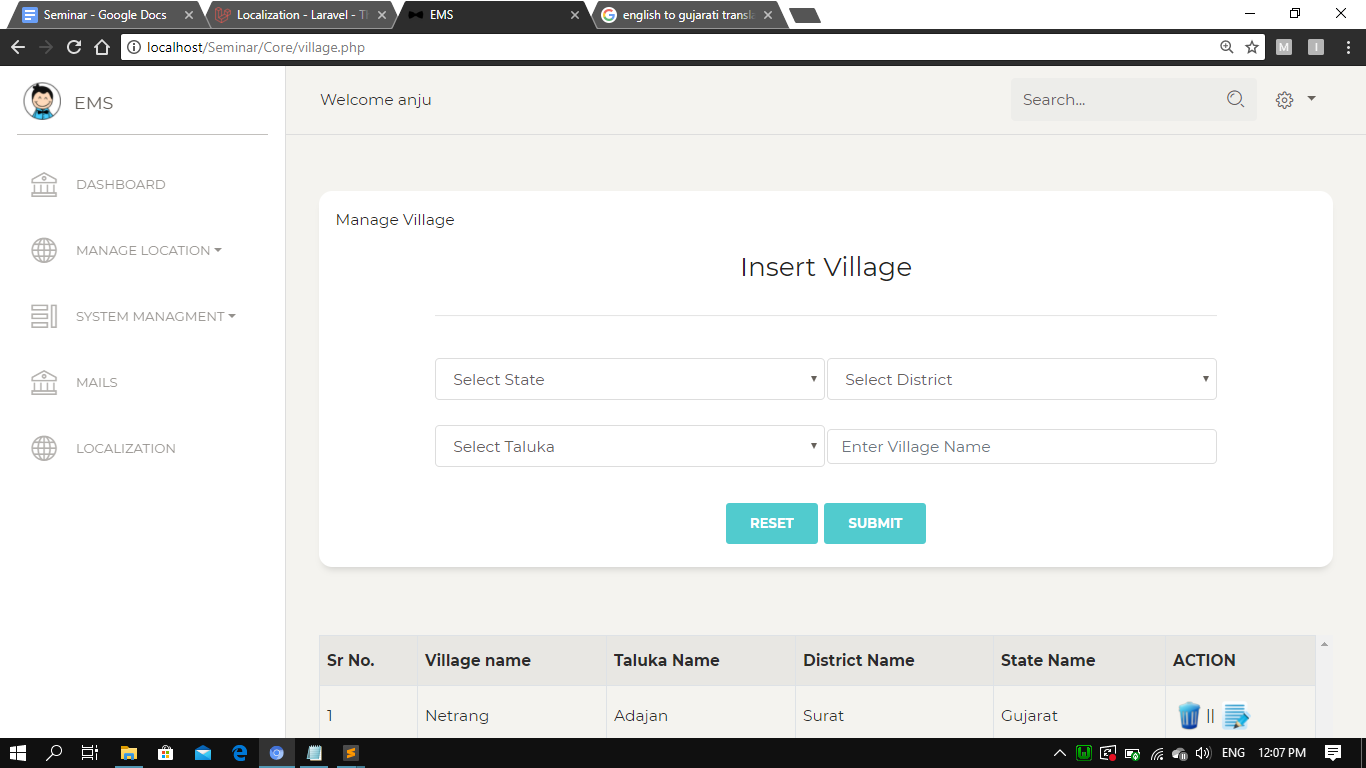 Seminar - Google Docs
Localization - Laravel - Th
EMS
english to gujarati transla
localhost/Seminar/Core/village.php
M
I
EMS
Welcome anju
Search...
DASHBOARD
MANAGE LOCATION
SYSTEM MANAGMENT
MAILS
LOCALIZATION
Manage Village
Insert Village
Select State
Select District
Select Taluka
Enter Village Name
RESET
SUBMIT
Sr No. Village name Taluka Name District Name State Name ACTION
1 Netrang Adajan Surat Gujarat ||
ENG
12:07 PM